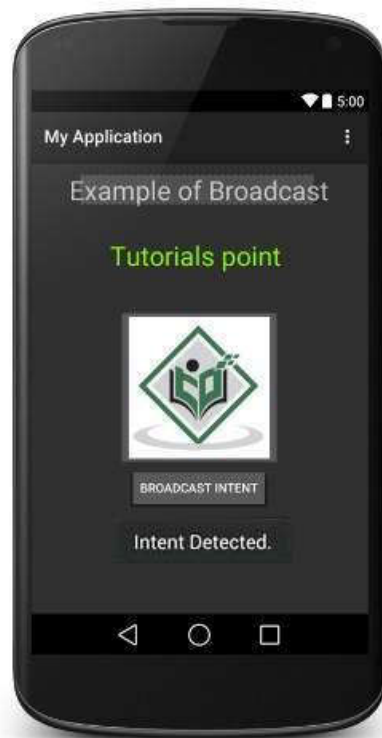 5:00
My Application
Example of Broadcast
Tutorials point
BROADCAST INTENT
Intent Detected.